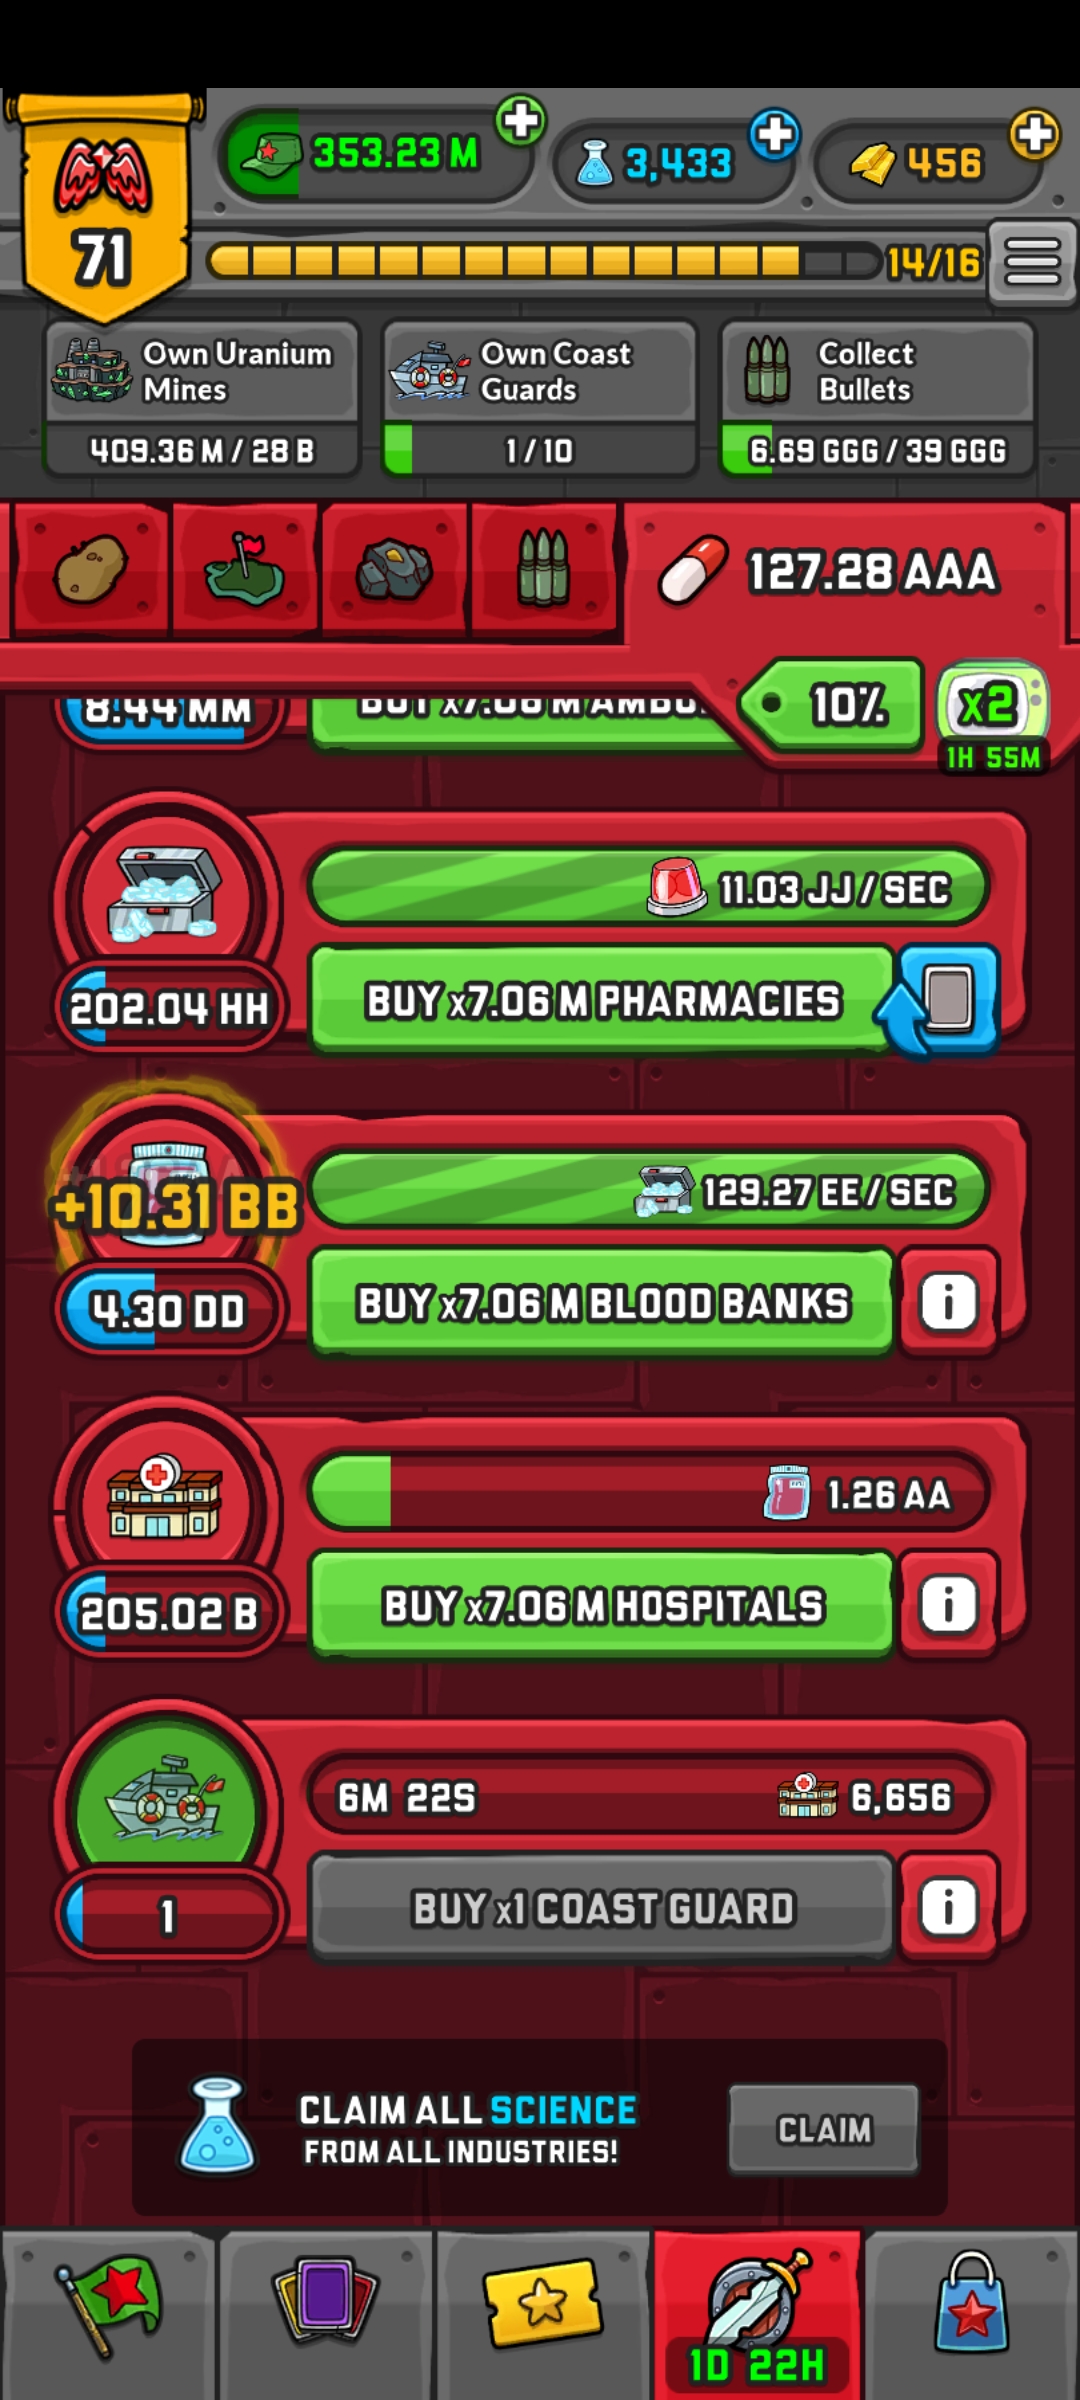 353.23 M
3,433
456
71
14/16
Own Uranium
Mines
409.36 M / 28 B
Own Coast
Guards
1 / 10
Collect
Bullets
6.69 GGG / 39 GGG
127.28 AAA
10%
x2
1H 55M
8.44 MM
BUY x7.06 M AMBU
11.03 JJ / SEC
202.04 HH
BUY x7.06 M PHARMACIES
+10.31 BB
129.27 EE / SEC
4.30 DD
BUY x7.06 M BLOOD BANKS
i
1.26 AA
205.02 B
BUY x7.06 M HOSPITALS
i
6M 22S
6,656
1
BUY x1 COAST GUARD
i
CLAIM ALL SCIENCE
FROM ALL INDUSTRIES!
CLAIM
1D 22H